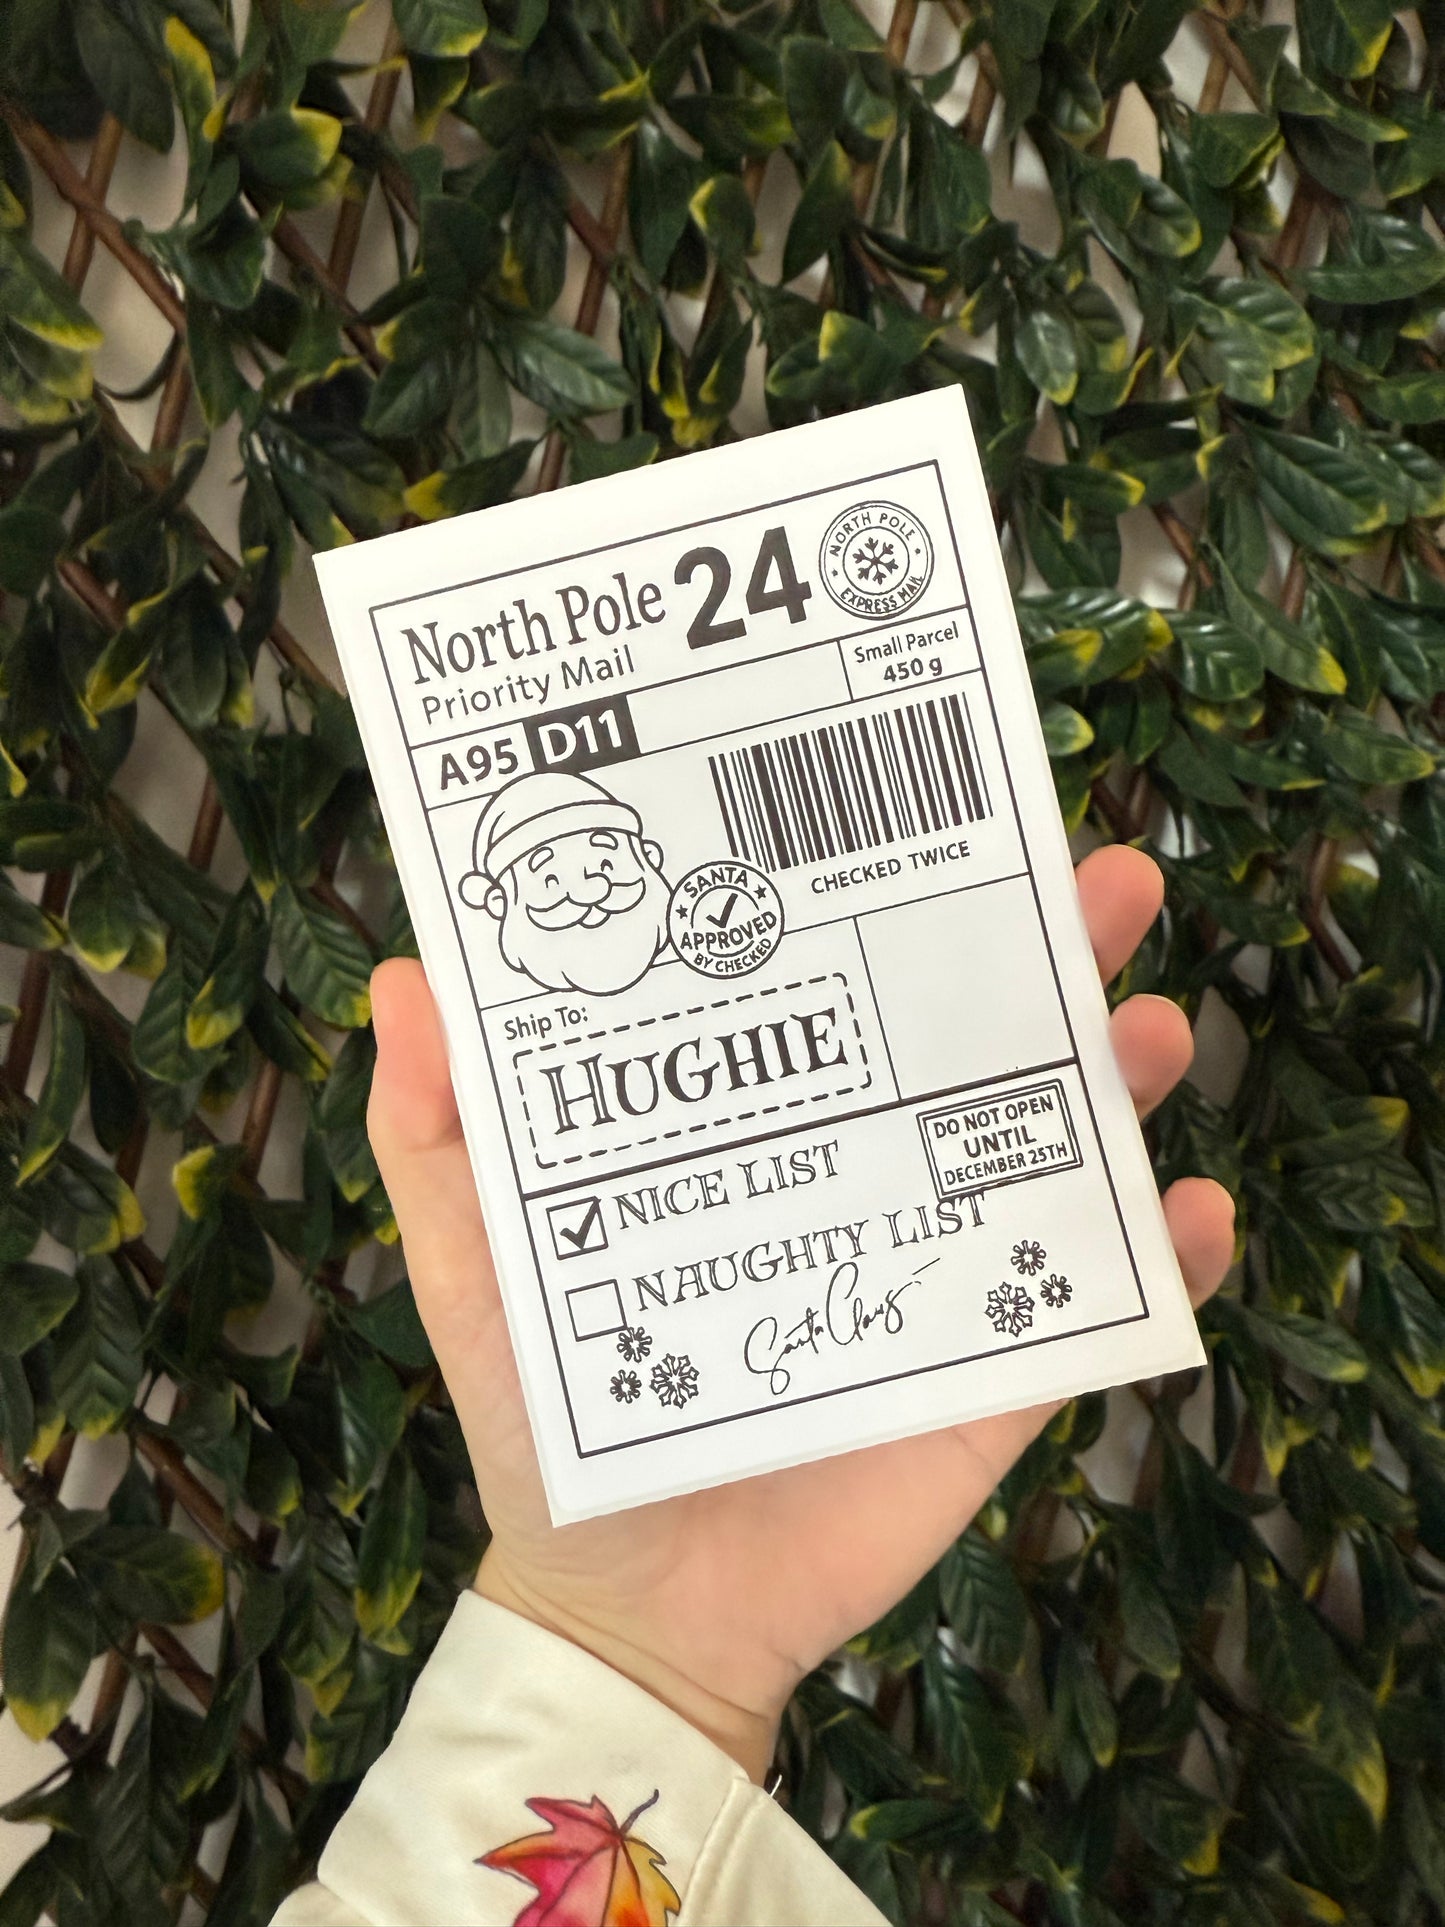 North Pole
Priority Mail
24
NORTH POLE
EXPRESS MAIL
Small Parcel
450 g
A95 D11
CHECKED TWICE
SANTA
APPROVED
BY CHECKED
Ship To:
HUGHIE
DO NOT OPEN
UNTIL
DECEMBER 25TH
NICE LIST
NAUGHTY LIST
Santa Claus